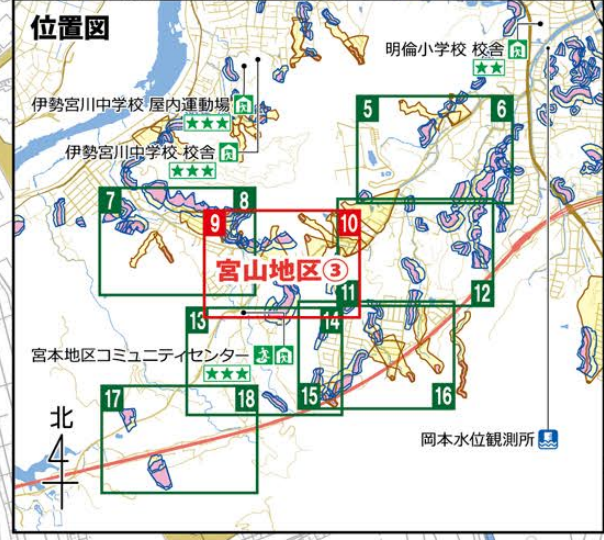 位置図
明倫小学校 校舎
★★
伊勢宮川中学校 屋内運動場
★★★
伊勢宮川中学校 校舎
★★★
5
6
7
8
9
10
宮山地区③
11
12
13
14
宮本地区コミュニティセンター
★★★
15
16
17
18
北
岡本水位観測所